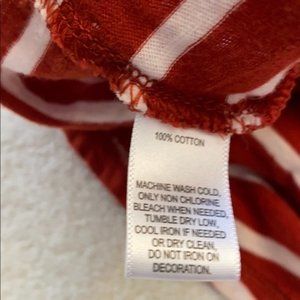 100% COTTON
MACHINE WASH COLD,
ONLY NON CHLORINE
BLEACH WHEN NEEDED,
TUMBLE DRY LOW,
COOL IRON IF NEEDED
OR DRY CLEAN.
DO NOT IRON ON
DECORATION.